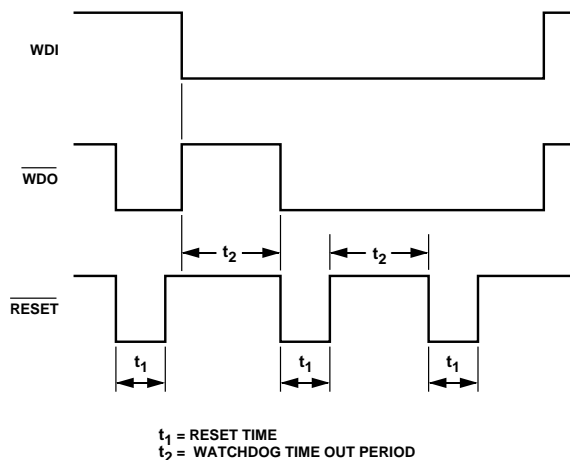 WDI
WDO
t2
t2
RESET
t1
t1
t1
t1 = RESET TIME
t2 = WATCHDOG TIME OUT PERIOD